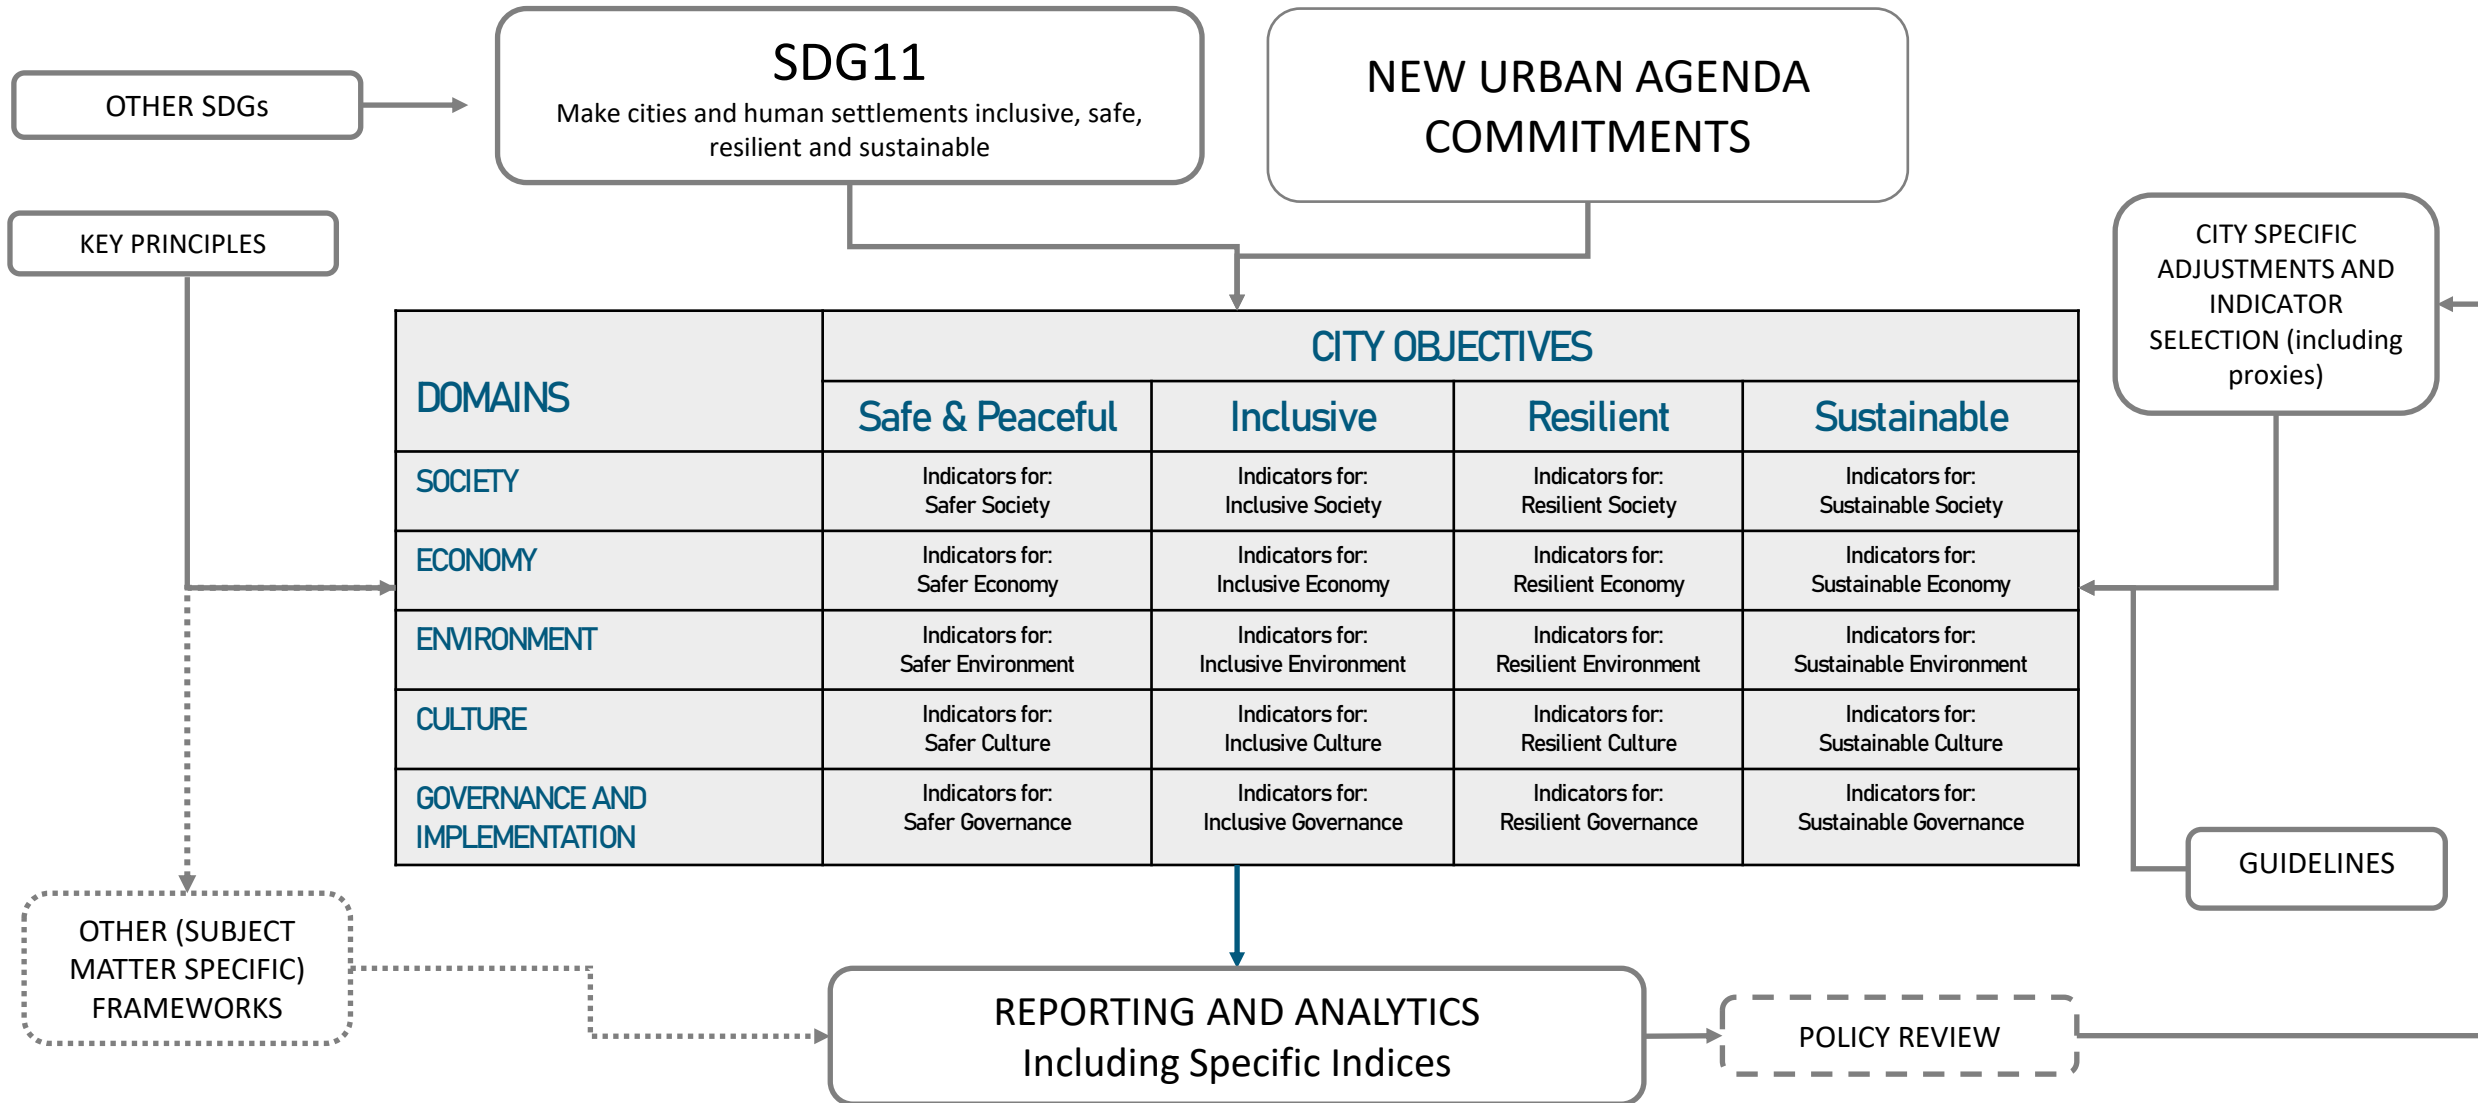 SDG11
Make cities and human settlements inclusive, safe,
resilient and sustainable
NEW URBAN AGENDA
COMMITMENTS
OTHER SDGs
KEY PRINCIPLES
CITY SPECIFIC
ADJUSTMENTS AND
INDICATOR
SELECTION (including
proxies)
DOMAINS
CITY OBJECTIVES
Safe & Peaceful
Inclusive
Resilient
Sustainable
SOCIETY
Indicators for:
Safer Society
Indicators for:
Inclusive Society
Indicators for:
Resilient Society
Indicators for:
Sustainable Society
ECONOMY
Indicators for:
Safer Economy
Indicators for:
Inclusive Economy
Indicators for:
Resilient Economy
Indicators for:
Sustainable Economy
ENVIRONMENT
Indicators for:
Safer Environment
Indicators for:
Inclusive Environment
Indicators for:
Resilient Environment
Indicators for:
Sustainable Environment
CULTURE
Indicators for:
Safer Culture
Indicators for:
Inclusive Culture
Indicators for:
Resilient Culture
Indicators for:
Sustainable Culture
GOVERNANCE AND
IMPLEMENTATION
Indicators for:
Safer Governance
Indicators for:
Inclusive Governance
Indicators for:
Resilient Governance
Indicators for:
Sustainable Governance
GUIDELINES
OTHER (SUBJECT
MATTER SPECIFIC)
FRAMEWORKS
REPORTING AND ANALYTICS
Including Specific Indices
POLICY REVIEW